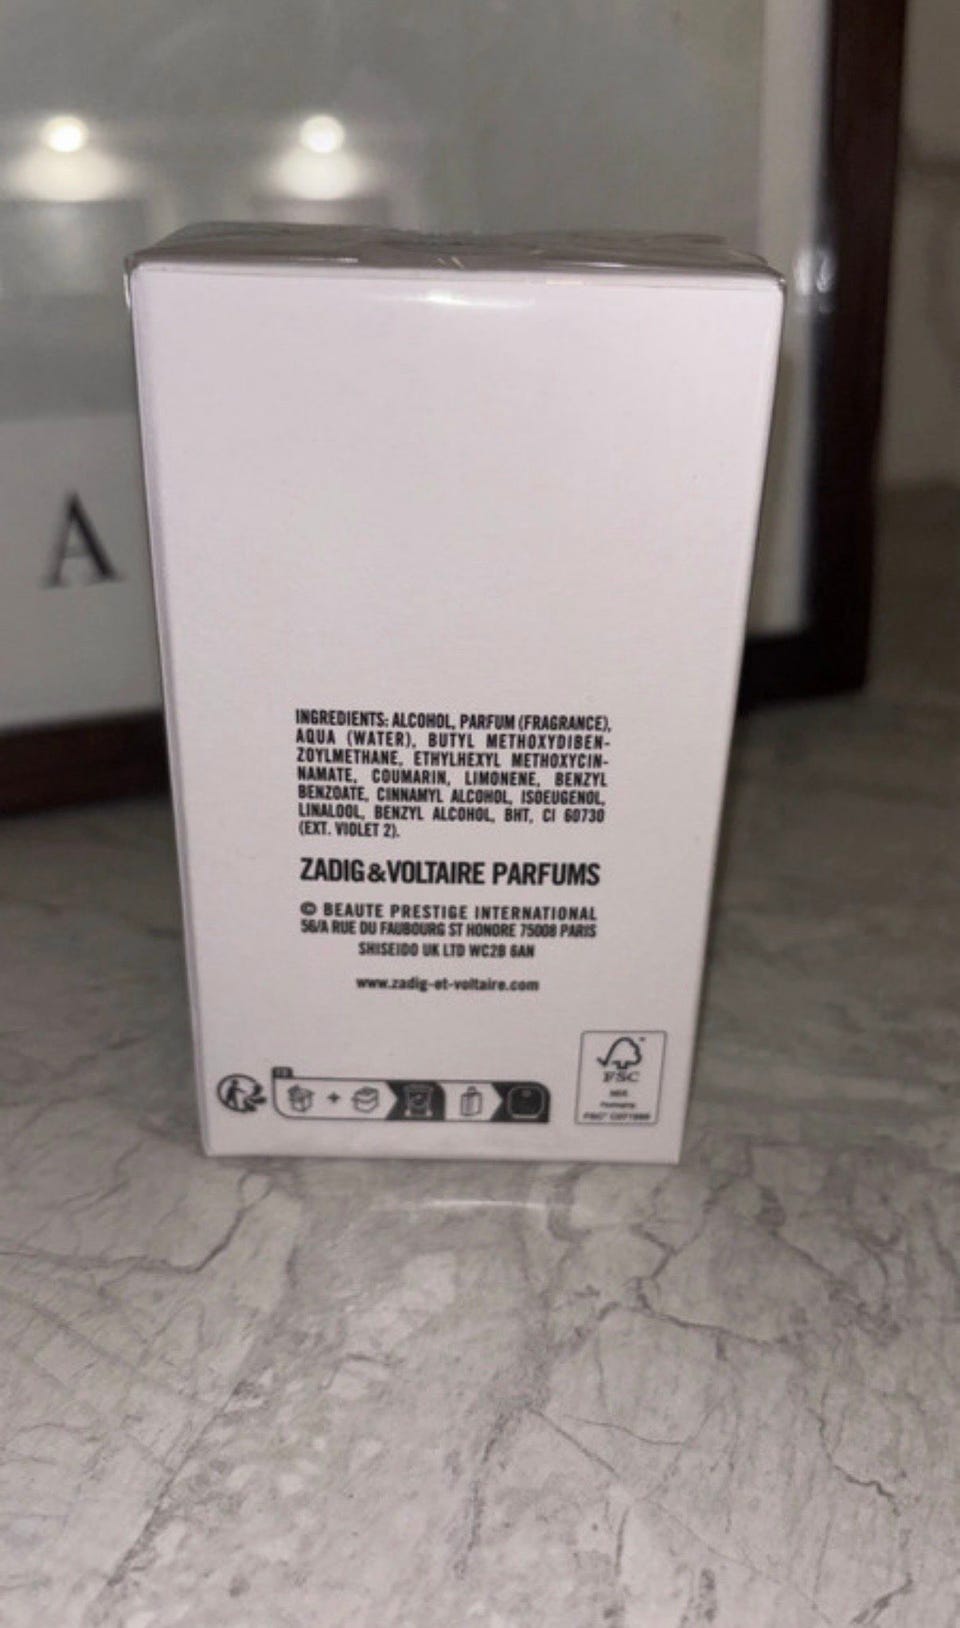 A
INGREDIENTS: ALCOHOL, PARFUM (FRAGRANCE),
AQUA (WATER), BUTYL METHOXYDIBEN-
ZOYLMETHANE, ETHYLHEXYL METHOXYCIN-
NAMATE, COUMARIN, LIMONENE, BENZYL
BENZOATE, CINNAMYL ALCOHOL, ISOEUGENOL,
LINALOOL, BENZYL ALCOHOL, BHT, CI 60730
(EXT. VIOLET 2).
ZADIG&VOLTAIRE PARFUMS
© BEAUTE PRESTIGE INTERNATIONAL
56/A RUE DU FAUBOURG ST HONORE 75008 PARIS
SHISEIDO UK LTD WC2B 6AN
www.zadig-et-voltaire.com
FSC
MIX
Packaging